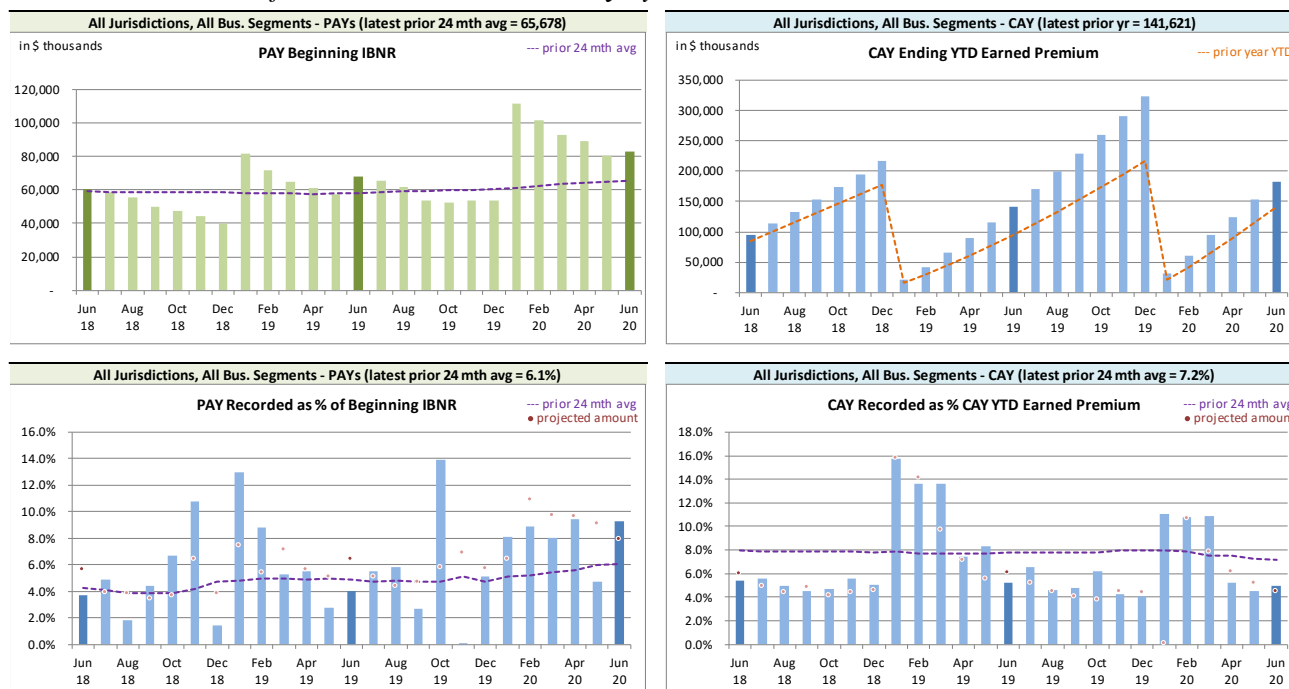 All Jurisdictions, All Bus. Segments - PAYs (latest prior 24 mth avg = 65,678)
in $ thousands
--- prior 24 mth avg
PAY Beginning IBNR
120,000
100,000
80,000
60,000
40,000
20,000
-
Jun 18 Aug 18 Oct 18 Dec 18 Feb 19 Apr 19 Jun 19 Aug 19 Oct 19 Dec 19 Feb 20 Apr 20 Jun 20
All Jurisdictions, All Bus. Segments - CAY (latest prior yr = 141,621)
in $ thousands
--- prior year YTD
CAY Ending YTD Earned Premium
350,000
300,000
250,000
200,000
150,000
100,000
50,000
-
Jun 18 Aug 18 Oct 18 Dec 18 Feb 19 Apr 19 Jun 19 Aug 19 Oct 19 Dec 19 Feb 20 Apr 20 Jun 20
All Jurisdictions, All Bus. Segments - PAYs (latest prior 24 mth avg = 6.1%)
PAY Recorded as % of Beginning IBNR
--- prior 24 mth avg
• projected amount
16.0%
14.0%
12.0%
10.0%
8.0%
6.0%
4.0%
2.0%
0.0%
Jun 18 Aug 18 Oct 18 Dec 18 Feb 19 Apr 19 Jun 19 Aug 19 Oct 19 Dec 19 Feb 20 Apr 20 Jun 20
All Jurisdictions, All Bus. Segments - CAY (latest prior 24 mth avg = 7.2%)
CAY Recorded as % CAY YTD Earned Premium
--- prior 24 mth avg
• projected amount
18.0%
16.0%
14.0%
12.0%
10.0%
8.0%
6.0%
4.0%
2.0%
0.0%
Jun 18 Aug 18 Oct 18 Dec 18 Feb 19 Apr 19 Jun 19 Aug 19 Oct 19 Dec 19 Feb 20 Apr 20 Jun 20